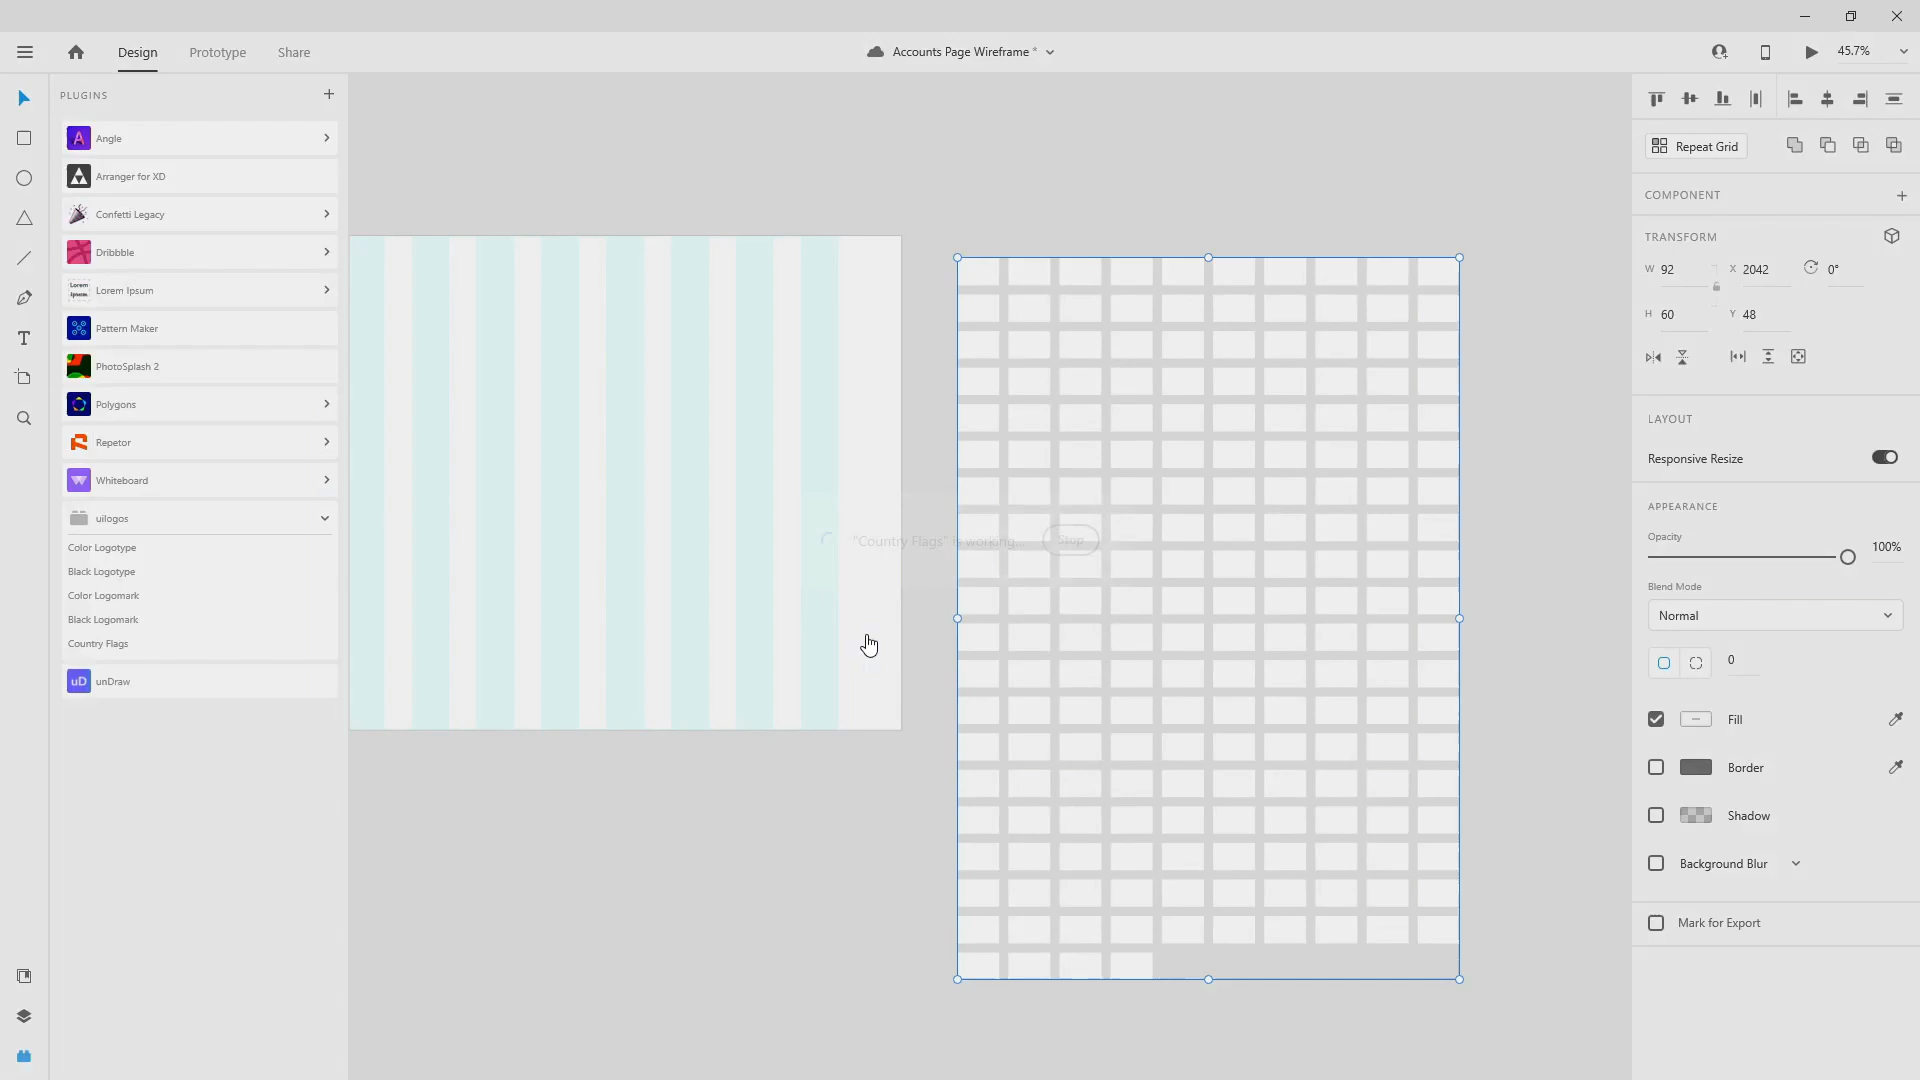 Design
Prototype
Share
Accounts Page Wireframe *
45.7%
PLUGINS
Angle
Arranger for XD
Confetti Legacy
Dribbble
Lorem Ipsum
Lorem
Ipsum
Pattern Maker
PhotoSplash 2
Polygons
Repetor
Whiteboard
uilogos
Color Logotype
Black Logotype
Color Logomark
Black Logomark
Country Flags
uD
unDraw
"Country Flags" is working...
Stop
Repeat Grid
COMPONENT
TRANSFORM
W 92
X 2042
0°
H 60
Y 48
LAYOUT
Responsive Resize
APPEARANCE
Opacity
100%
Blend Mode
Normal
0
Fill
Border
Shadow
Background Blur
Mark for Export